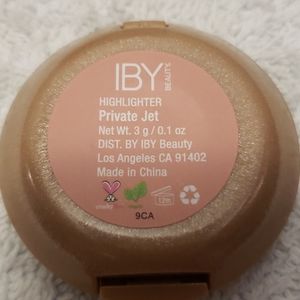 IBY
BEAUTY
HIGHLIGHTER
Private Jet
Net Wt. 3 g / 0.1 oz
DIST. BY IBY Beauty
Los Angeles CA 91402
Made in China
12m
9CA